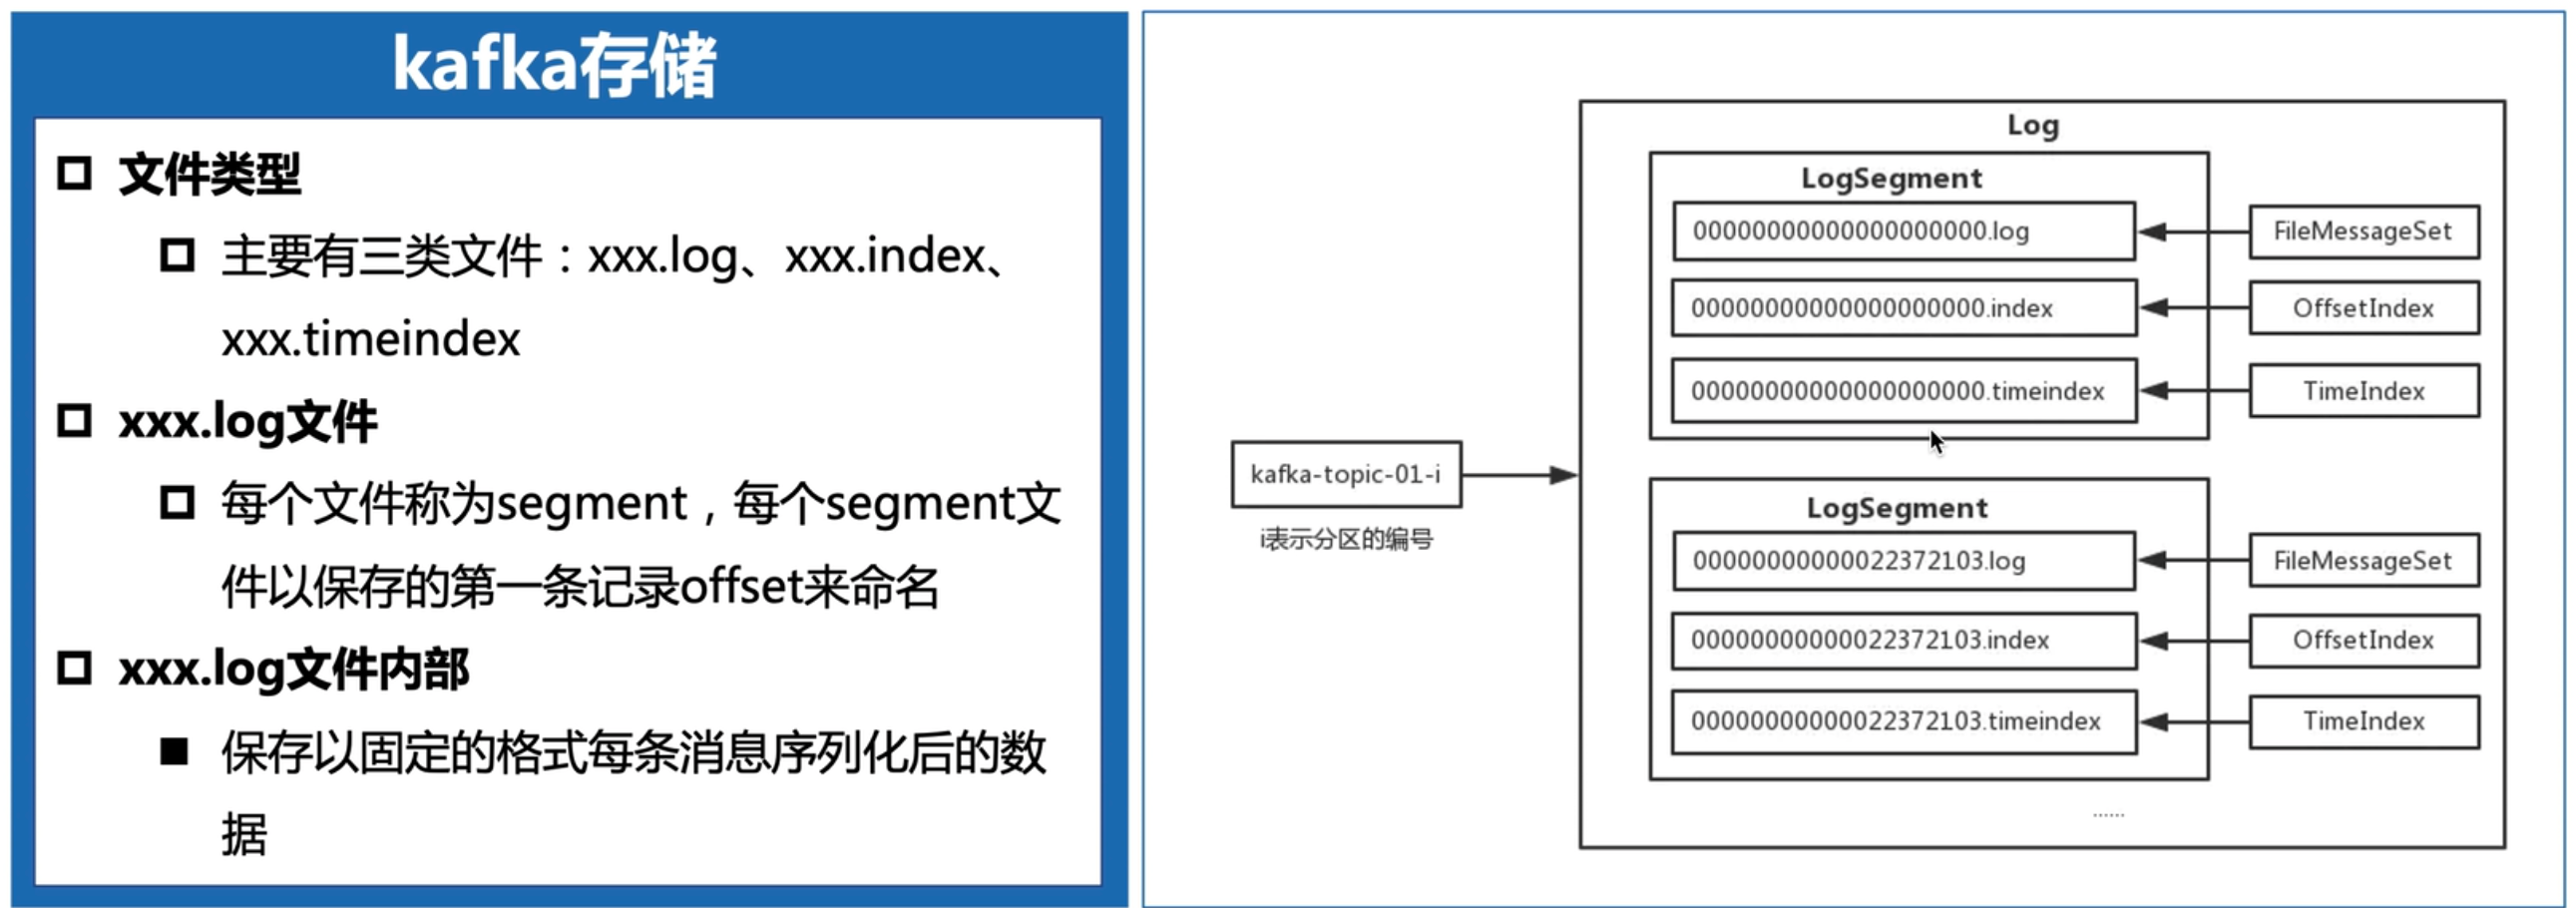 kafka存储
文件类型
主要有三类文件：xxx.log、xxx.index、
xxx.timeindex
xxx.log文件
每个文件称为segment，每个segment文
件以保存的第一条记录offset来命名
xxx.log文件内部
保存以固定的格式每条消息序列化后的数
据
kafka-topic-01-i
i表示分区的编号
Log
LogSegment
00000000000000000000.log
FileMessageSet
00000000000000000000.index
OffsetIndex
00000000000000000000.timeindex
TimeIndex
LogSegment
00000000000022372103.log
FileMessageSet
00000000000022372103.index
OffsetIndex
00000000000022372103.timeindex
TimeIndex
......